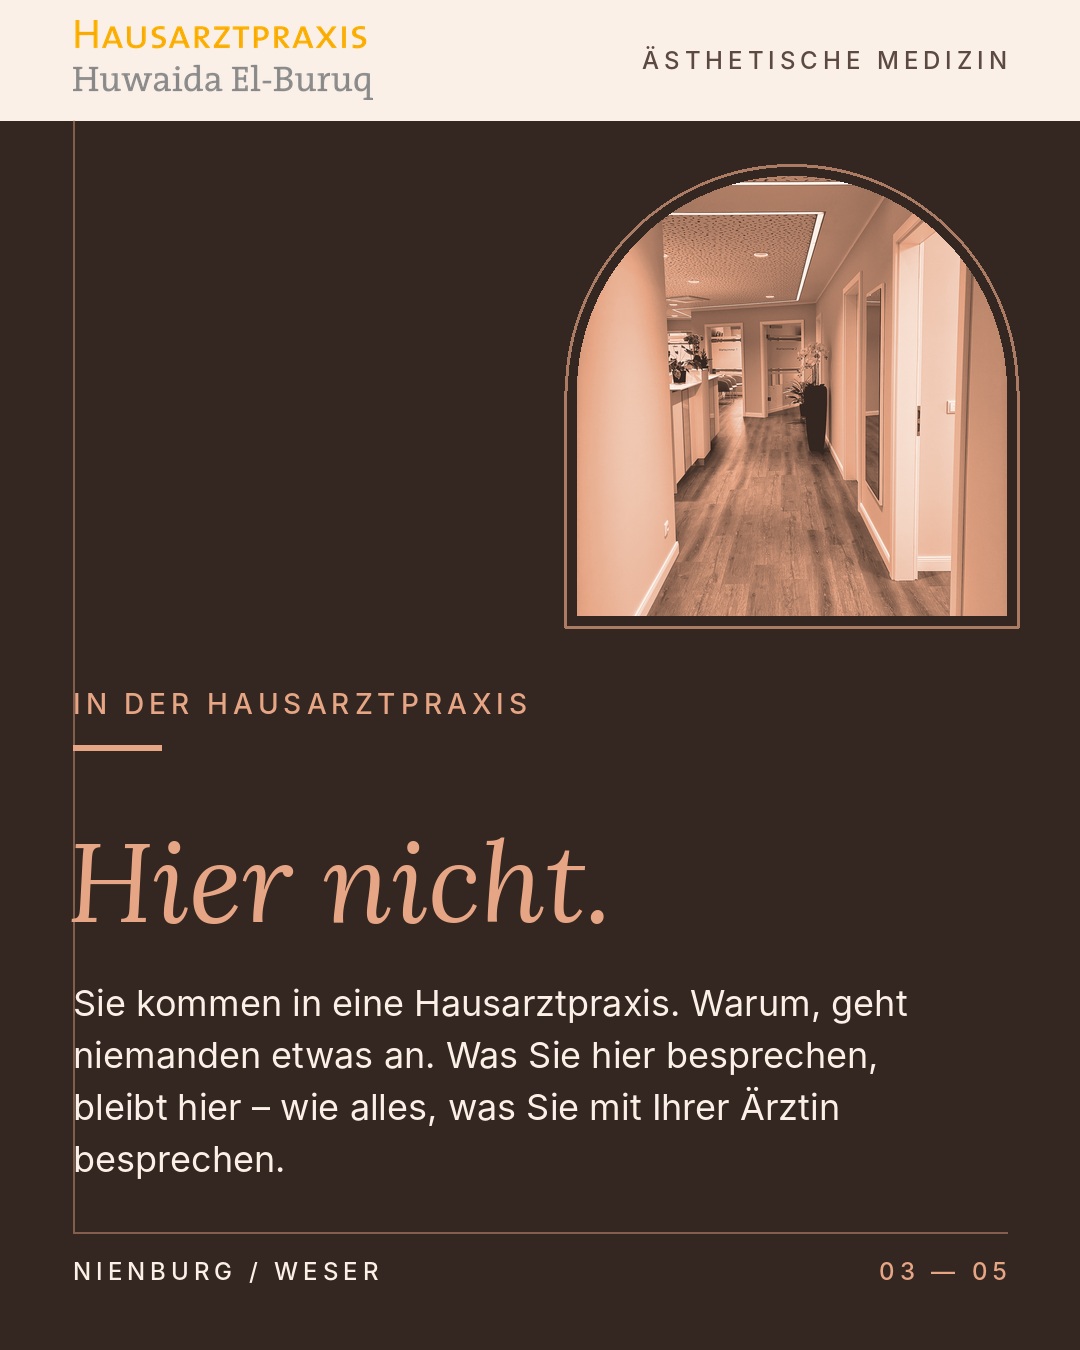 HAUSARZTPRAXIS
Huwaida El-Buruq
ÄSTHETISCHE MEDIZIN
IN DER HAUSARZTPRAXIS
Hier nicht.
Sie kommen in eine Hausarztpraxis. Warum, geht
niemanden etwas an. Was Sie hier besprechen,
bleibt hier – wie alles, was Sie mit Ihrer Ärztin
besprechen.
NIENBURG / WESER
03 — 05